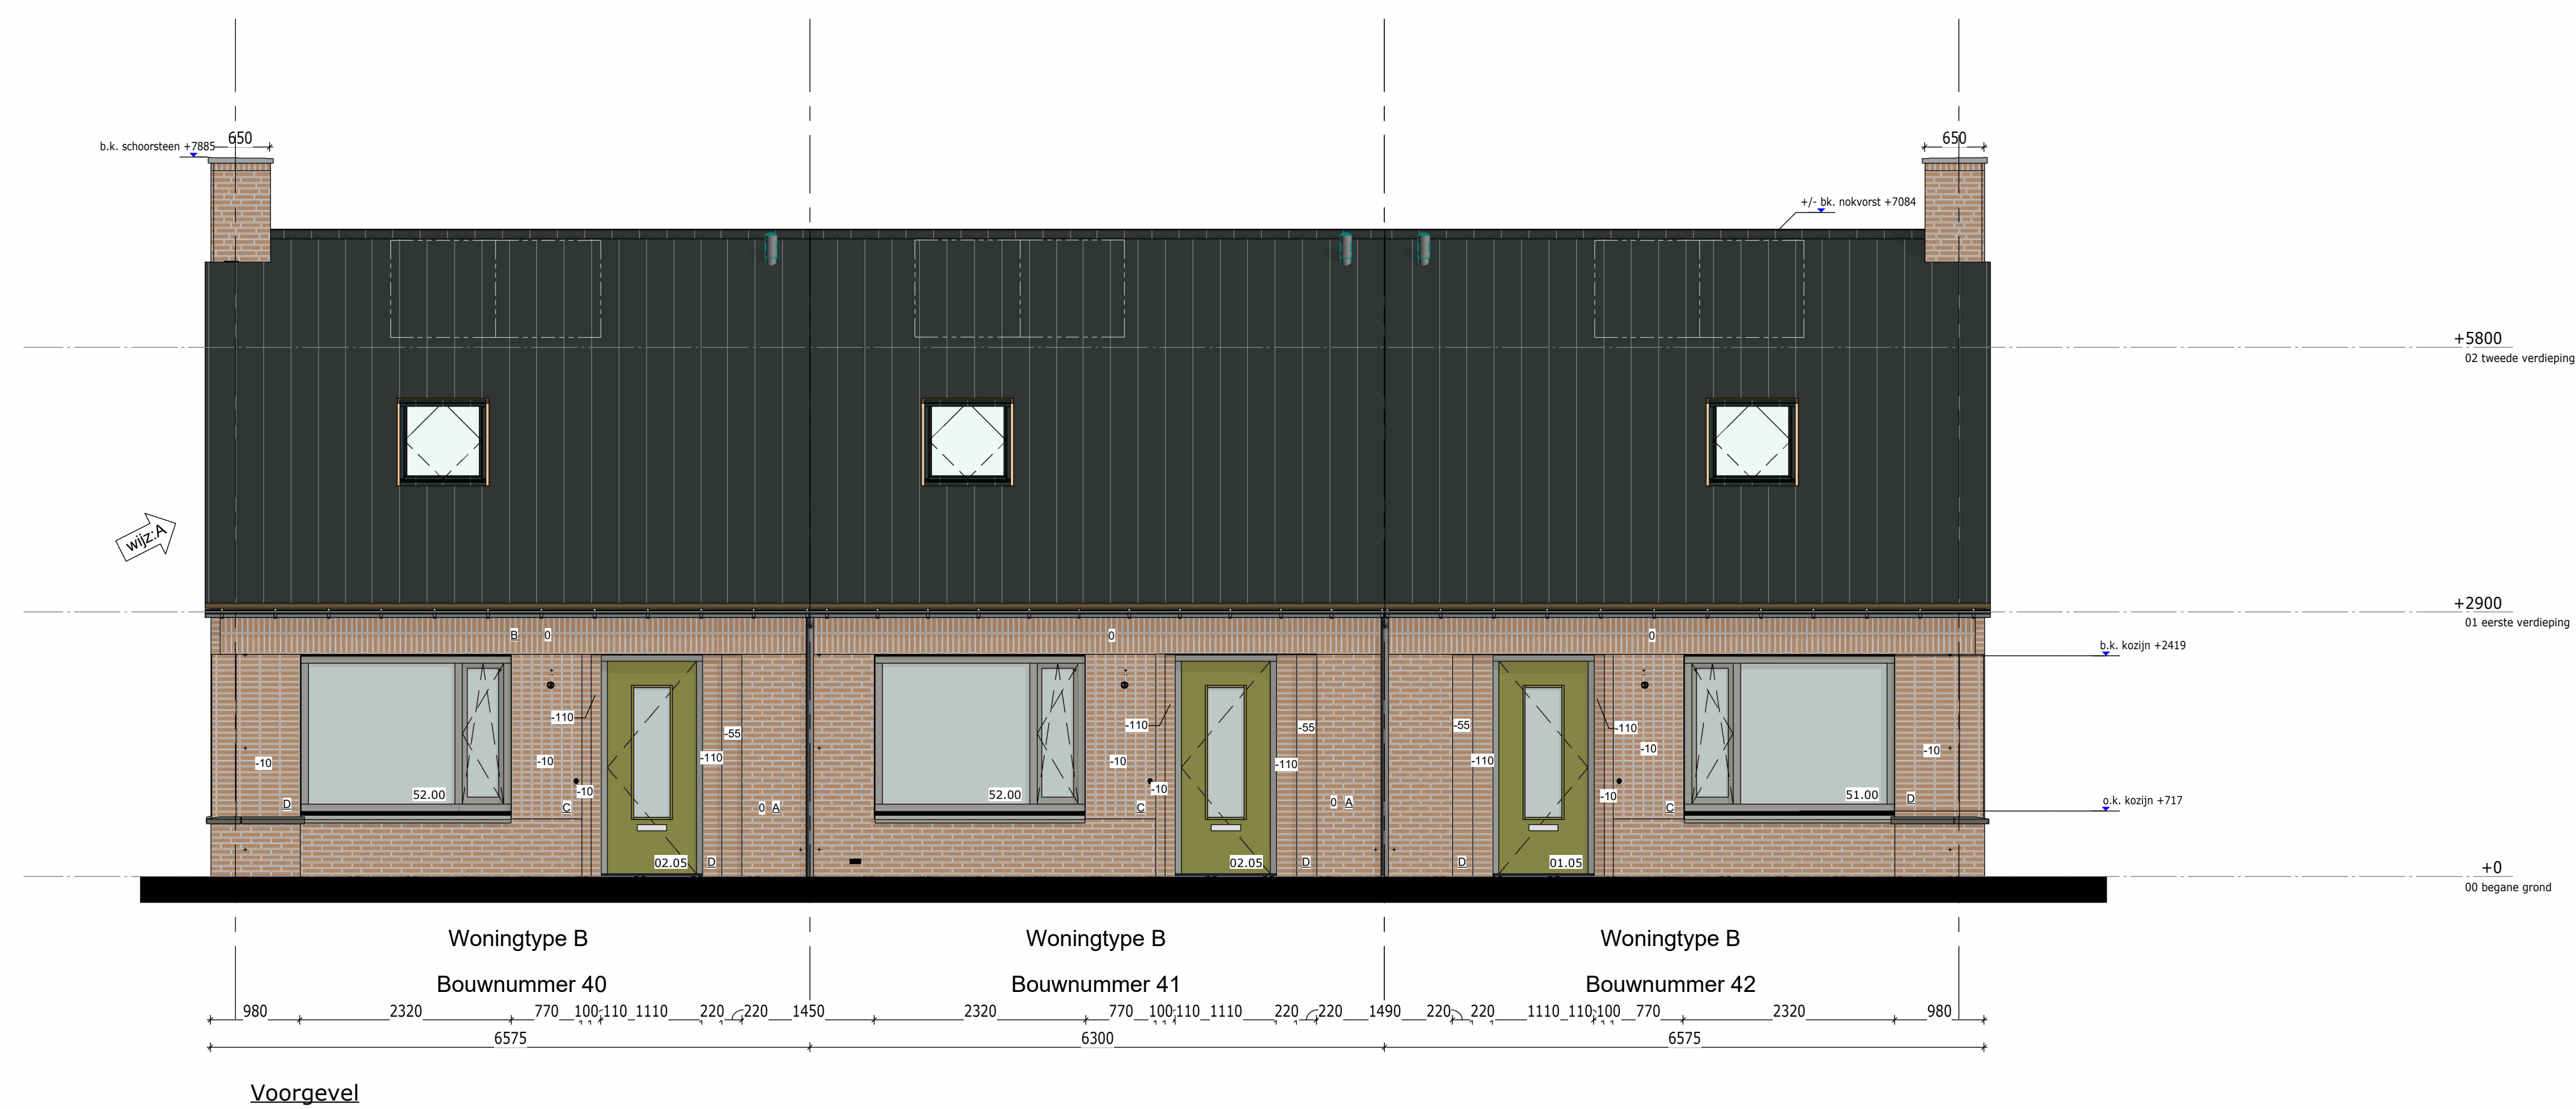 650
650
b.k. schoorsteen +7885
+/- bk. nokvorst +7084
+5800
02 tweede verdieping
wijz:A
+2900
01 eerste verdieping
B 0
0
0
b.k. kozijn +2419
-110
-55
-110
-55
-55
-110
-10
-10
-110
-10
-110
-110
-10
-10
-10
-10
-10
52.00
52.00
51.00
o.k. kozijn +717
D
C
0 A
C
0 A
C
D
02.05
D
02.05
D
D
01.05
+0
00 begane grond
Woningtype B
Woningtype B
Woningtype B
Bouwnummer 40
Bouwnummer 41
Bouwnummer 42
980 2320 770 100 110 1110 220 220 1450 2320 770 100 110 1110 220 220 1490 220 220 1110 110 100 770 2320 980
6575 6300 6575
Voorgevel